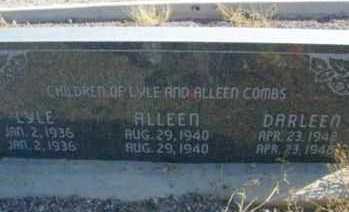 CHILDREN OF LYLE AND ALLEEN COMBS
LYLE ALLEEN DARLEEN
JAN. 2, 1936 AUG. 29, 1940 APR. 23, 1948
JAN. 2, 1936 AUG. 29, 1940 APR. 23, 1948